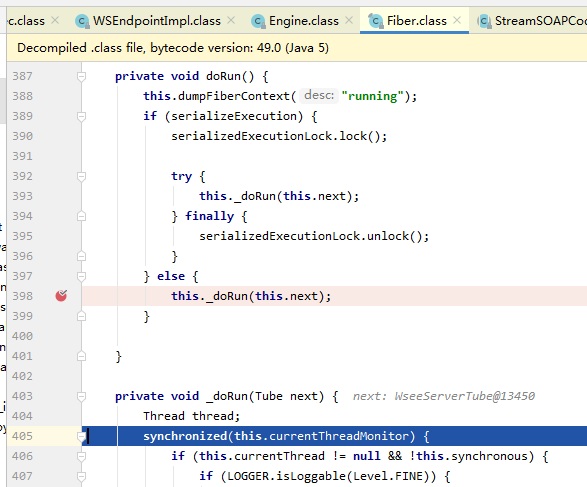 ec.class WSEndpointImpl.class Engine.class Fiber.class StreamSOAPCod
Decompiled .class file, bytecode version: 49.0 (Java 5)
387 private void doRun() {
388 this.dumpFiberContext( desc: "running");
389 if (serializeExecution) {
390 serializedExecutionLock.lock();
391
392 try {
393 this._doRun(this.next);
394 } finally {
395 serializedExecutionLock.unlock();
396 }
397 } else {
398 this._doRun(this.next);
399 }
400
401 }
402
403 private void _doRun(Tube next) { next: WseeServerTube@13450
404 Thread thread;
405 synchronized(this.currentThreadMonitor) {
406 if (this.currentThread != null && !this.synchronous) {
407 if (LOGGER.isLoggable(Level.FINE)) {